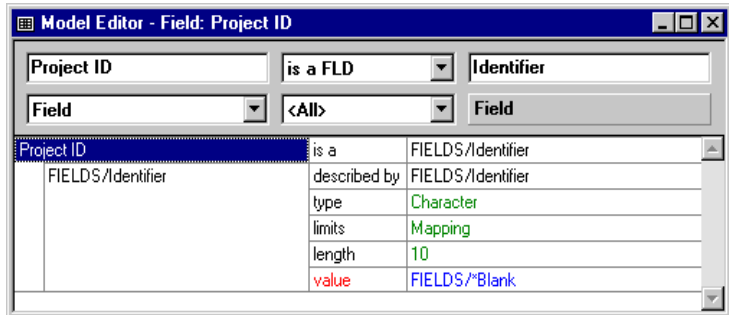 Model Editor - Field: Project ID
Project ID is a FLD Identifier
Field <All> Field
Project ID is a FIELDS/Identifier
FIELDS/Identifier described by FIELDS/Identifier
type Character
limits Mapping
length 10
value FIELDS/*Blank